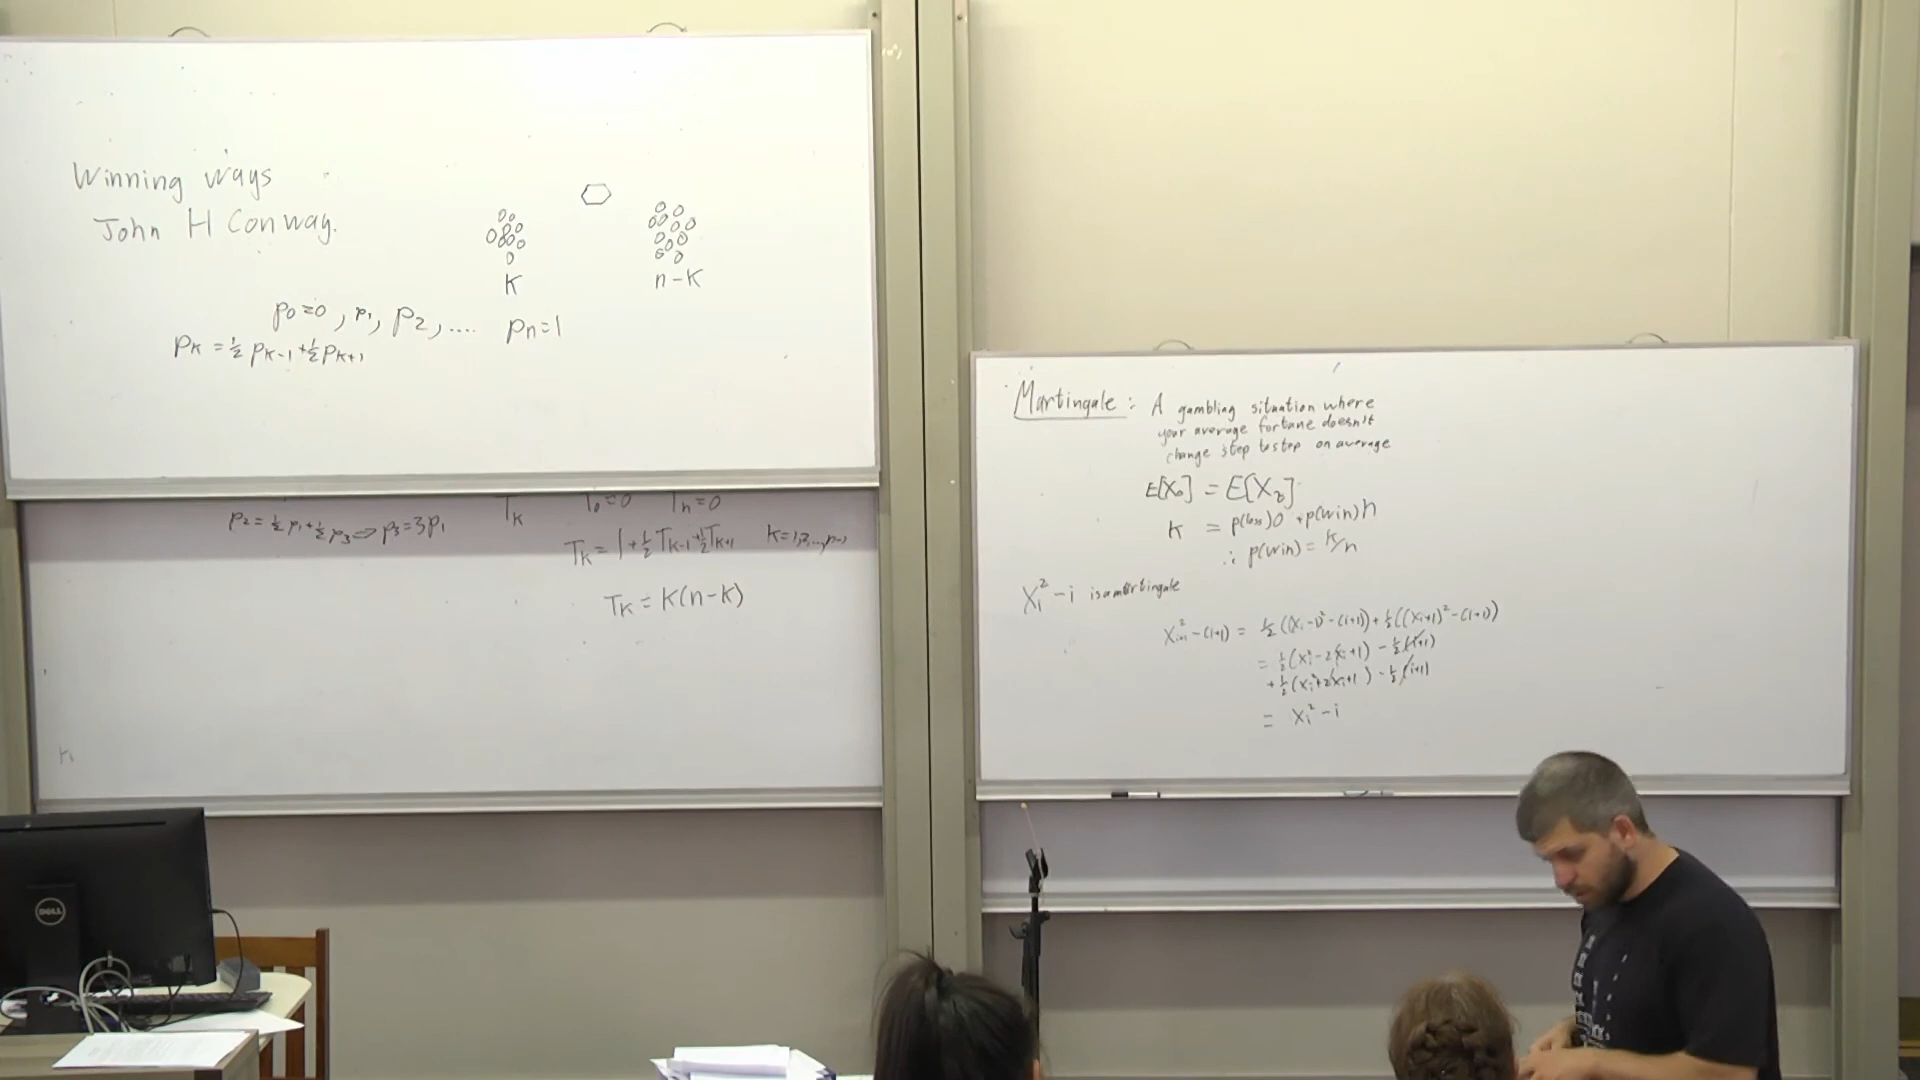 Winning ways
John H Conway.
K
n-K
p₀=0, p₁, p₂, .... pₙ=1
pₖ = ½ pₖ₋₁ + ½ pₖ₊₁
p₂ = ½ p₁ + ½ p₃ ⇒ p₃ = 3p₁
Tₖ T₀=0 Tₙ=0
Tₖ = 1 + ½ Tₖ₋₁ + ½ Tₖ₊₁
Tₖ = K(n-K)
DELL
Martingale: A gambling situation where
your average fortune doesn't
change step to step on average
K = p(loss)0 + p(win)n
∴ p(win) = k/n
Xᵢ² - i is a martingale
Xᵢ₊₁² - (i+1) = ½((Xᵢ-1)² - (i+1)) + ½((Xᵢ+1)² - (i+1))
= ½(Xᵢ² - 2Xᵢ + 1) - ½(i+1)
+ ½(Xᵢ² + 2Xᵢ + 1) - ½(i+1)
= Xᵢ² - i